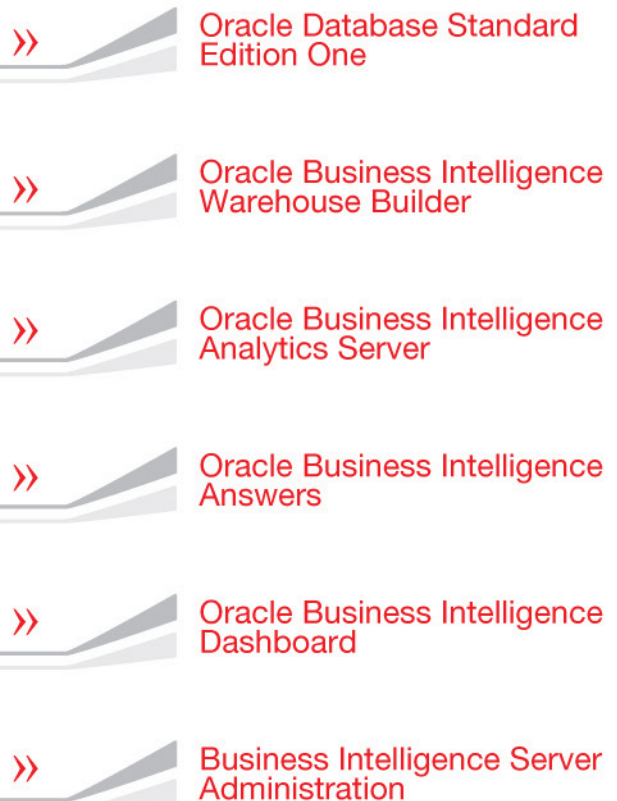 »
Oracle Database Standard
Edition One
»
Oracle Business Intelligence
Warehouse Builder
»
Oracle Business Intelligence
Analytics Server
»
Oracle Business Intelligence
Answers
»
Oracle Business Intelligence
Dashboard
»
Business Intelligence Server
Administration